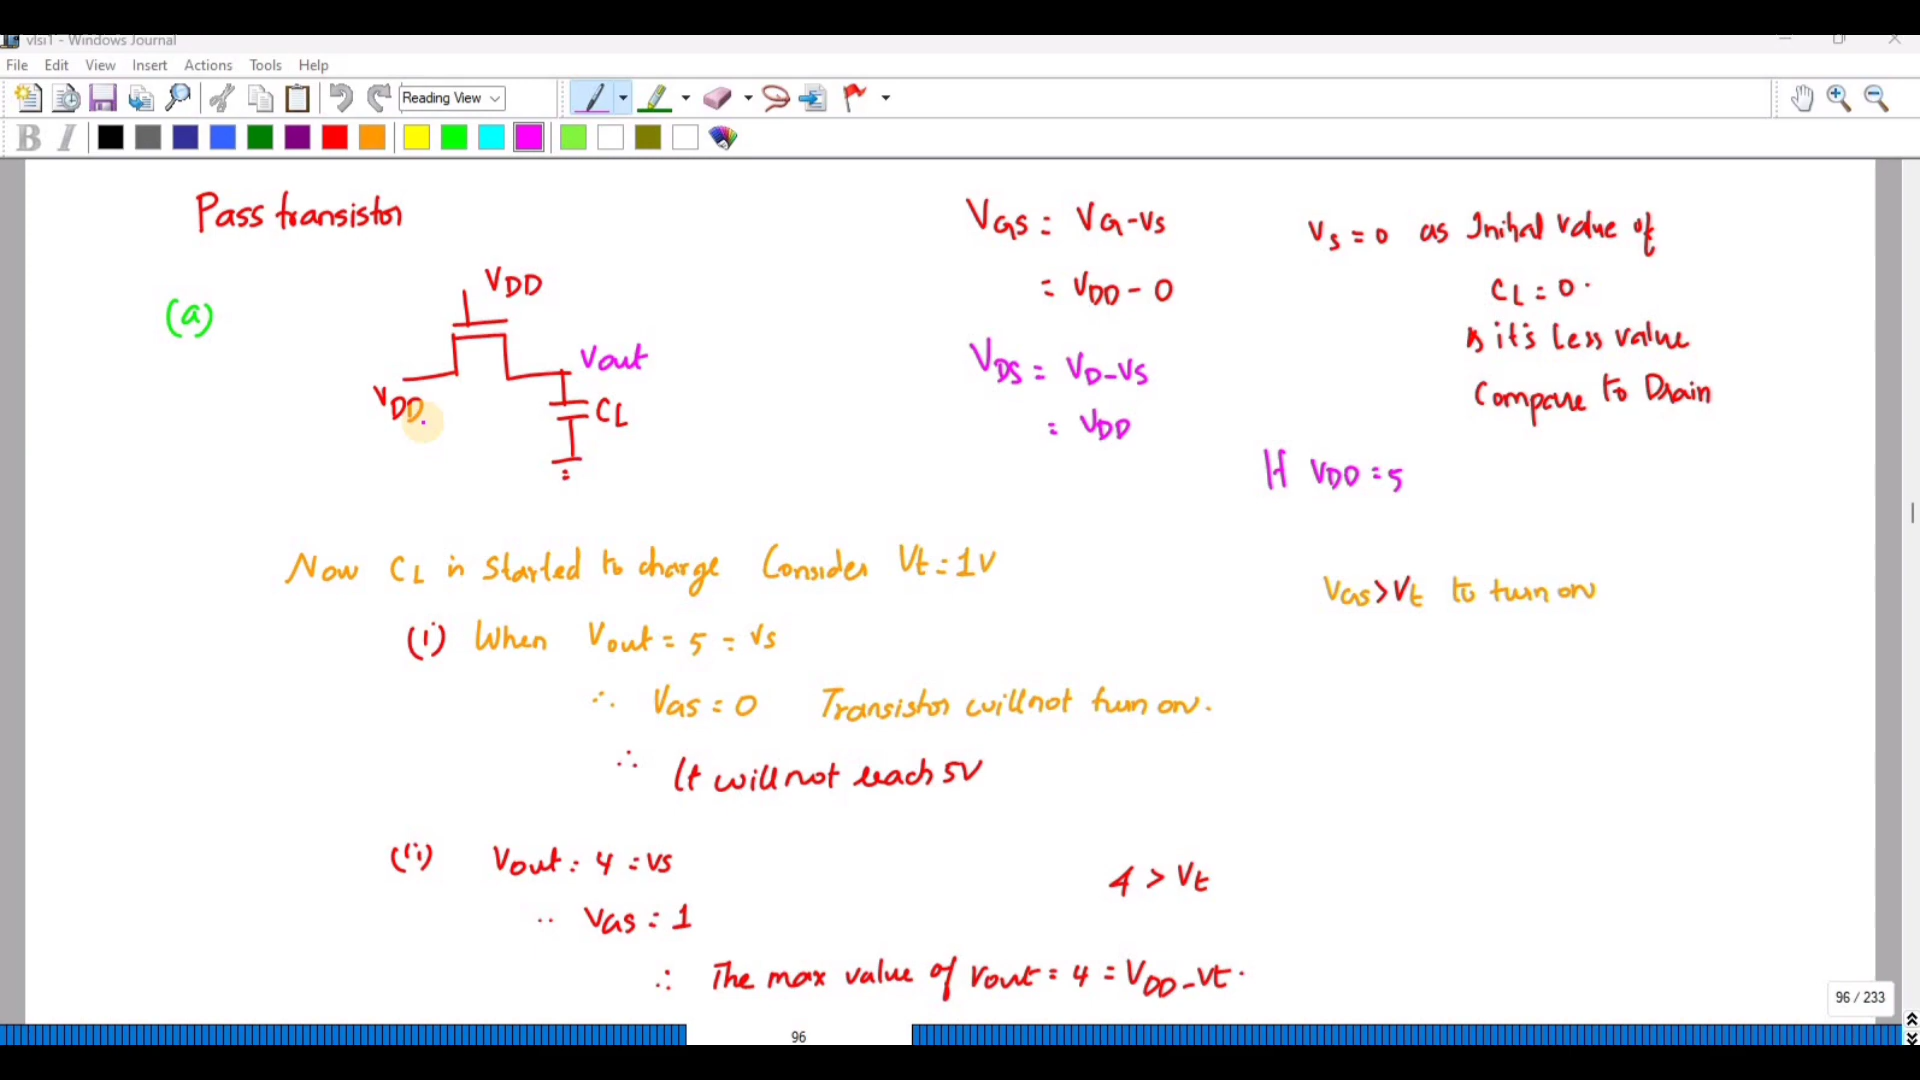 vlsi1 - Windows Journal
File Edit View Insert Actions Tools Help
Reading View
B I
Pass transistor
(a)
VDD
VDD
Vout
CL
VGS = VG-VS
= VDD - 0
VDS = VD-VS
= VDD
VS = 0 as Initial value of
CL = 0.
& it's Less value
Compare to Drain
If VDD = 5
Now CL is started to charge Consider Vt = 1V
VGS > Vt to turn on
(i) When Vout = 5 = VS
∴ VGS = 0 Transistor will not turn on.
∴ It will not reach 5V
(ii) Vout = 4 = VS
4 > Vt
∴ VGS = 1
∴ The max value of Vout = 4 = VDD - Vt.
96 / 233
96